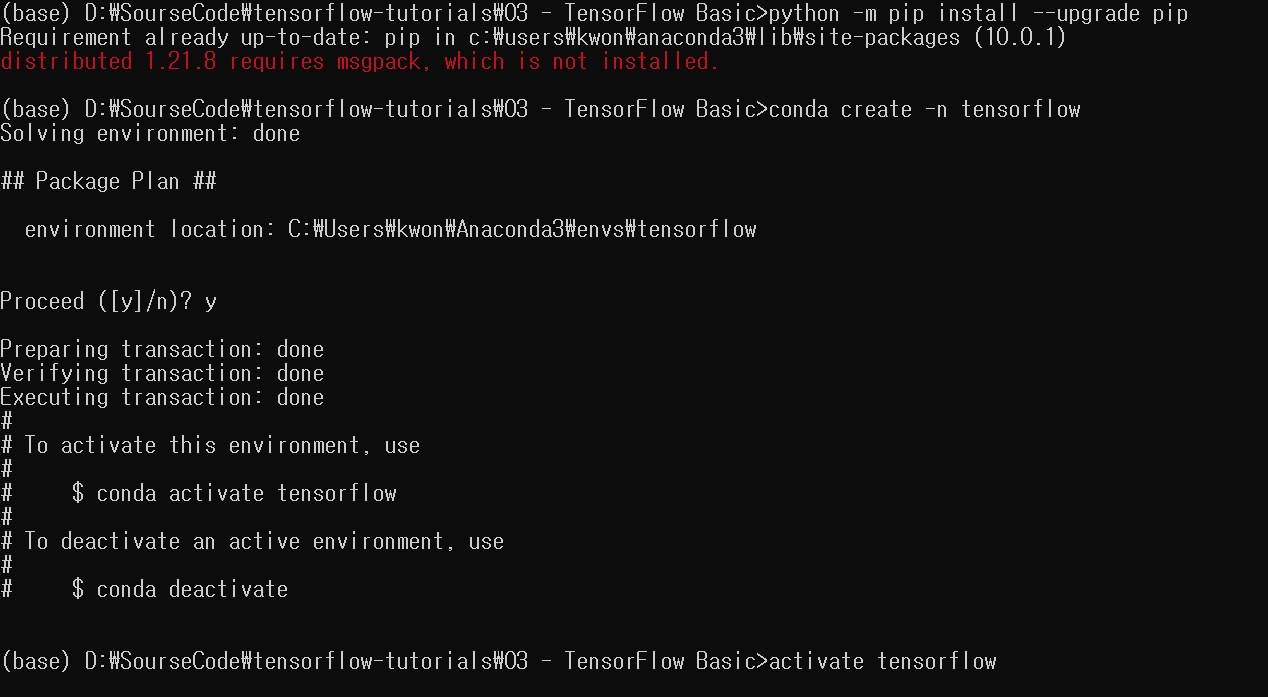 (base) D:₩SourseCode₩tensorflow-tutorials₩03 - TensorFlow Basic>python -m pip install --upgrade pip
Requirement already up-to-date: pip in c:₩users₩kwon₩anaconda3₩lib₩site-packages (10.0.1)
distributed 1.21.8 requires msgpack, which is not installed.
(base) D:₩SourseCode₩tensorflow-tutorials₩03 - TensorFlow Basic>conda create -n tensorflow
Solving environment: done
## Package Plan ##
environment location: C:₩Users₩kwon₩Anaconda3₩envs₩tensorflow
Proceed ([y]/n)? y
Preparing transaction: done
Verifying transaction: done
Executing transaction: done
#
# To activate this environment, use
#
#     $ conda activate tensorflow
#
# To deactivate an active environment, use
#
#     $ conda deactivate
(base) D:₩SourseCode₩tensorflow-tutorials₩03 - TensorFlow Basic>activate tensorflow